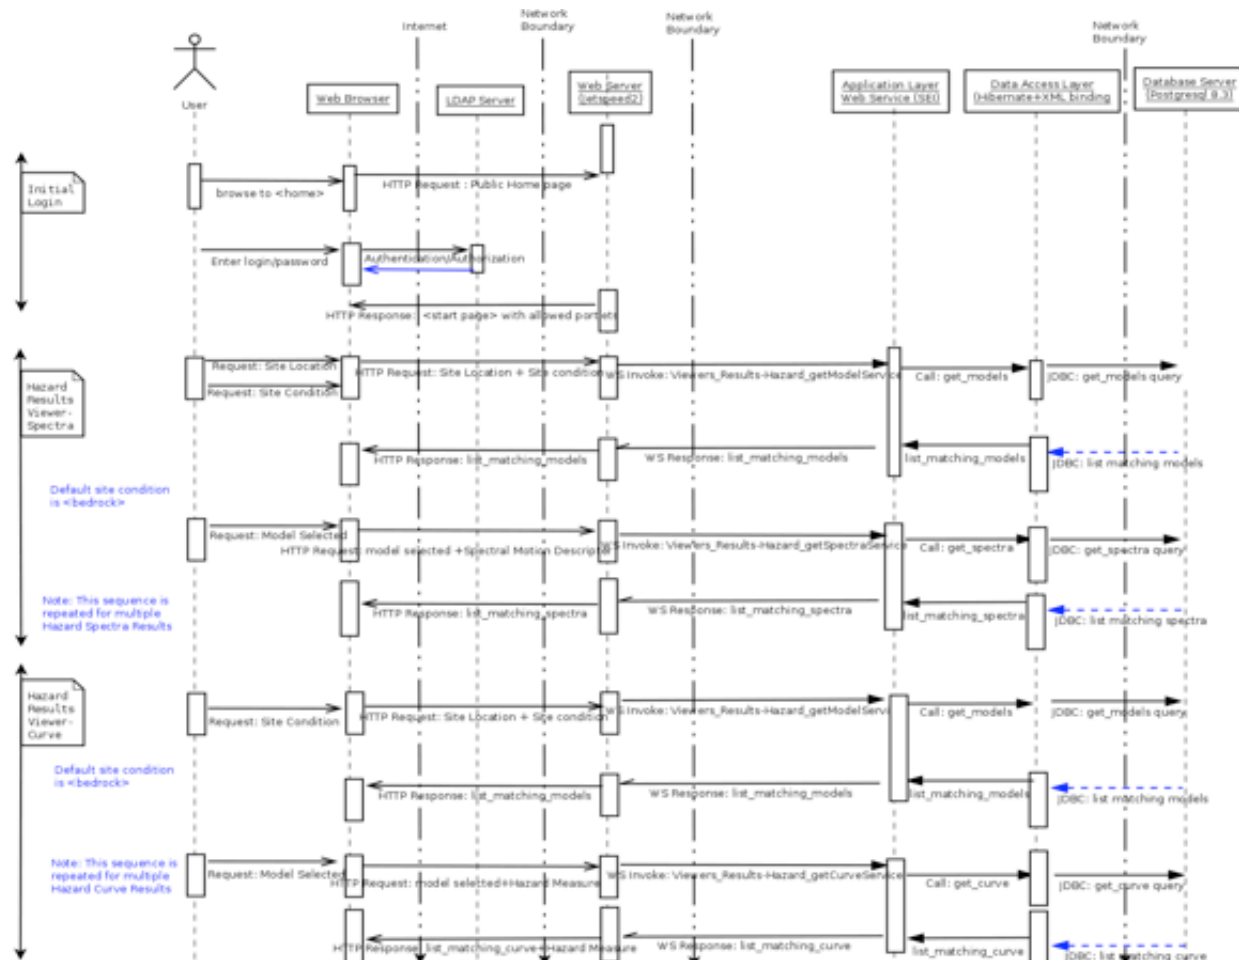 Internet
Network
Boundary
Network
Boundary
Network
Boundary
User
Web Browser
LDAP Server
Web Server
(Jetspeed2)
Application Layer
Web Service (SEI)
Data Access Layer
(Hibernate+XML binding
Database Server
(Postgresql 8.3)
Initial
Login
browse to <home>
HTTP Request : Public Home page
Enter login/password
Authentication/Authorization
HTTP Response: <start page> with allowed portlets
Hazard
Results
Viewer-
Spectra
Request: Site Location
Request: Site Condition
HTTP Request: Site Location + Site condition
WS Invoke: Viewers_Results-Hazard_getModelService
Call: get_models
JDBC: get_models query
HTTP Response: list_matching_models
WS Response: list_matching_models
list_matching_models
JDBC: list matching models
Default site condition
is <bedrock>
Request: Model Selected
HTTP Request: model selected +Spectral Motion Descriptor
WS Invoke: Viewers_Results-Hazard_getSpectraService
Call: get_spectra
JDBC: get_spectra query
Note: This sequence is
repeated for multiple
Hazard Spectra Results
HTTP Response: list_matching_spectra
WS Response: list_matching_spectra
list_matching_spectra
JDBC: list matching spectra
Hazard
Results
Viewer-
Curve
Request: Site Condition
HTTP Request: Site Location + Site condition
WS Invoke: Viewers_Results-Hazard_getModelServi
Call: get_models
JDBC: get_models query
Default site condition
is <bedrock>
HTTP Response: list_matching_models
WS Response: list_matching_models
list_matching_models
JDBC: list matching models
Note: This sequence is
repeated for multiple
Hazard Curve Results
Request: Model Selected
HTTP Request: model selected+Hazard Measure
WS Invoke: Viewers_Results-Hazard_getCurveService
Call: get_curve
JDBC: get_curve query
HTTP Response: list_matching_curve+Hazard Measure
WS Response: list_matching_curve
list_matching_curve
JDBC: list matching curve